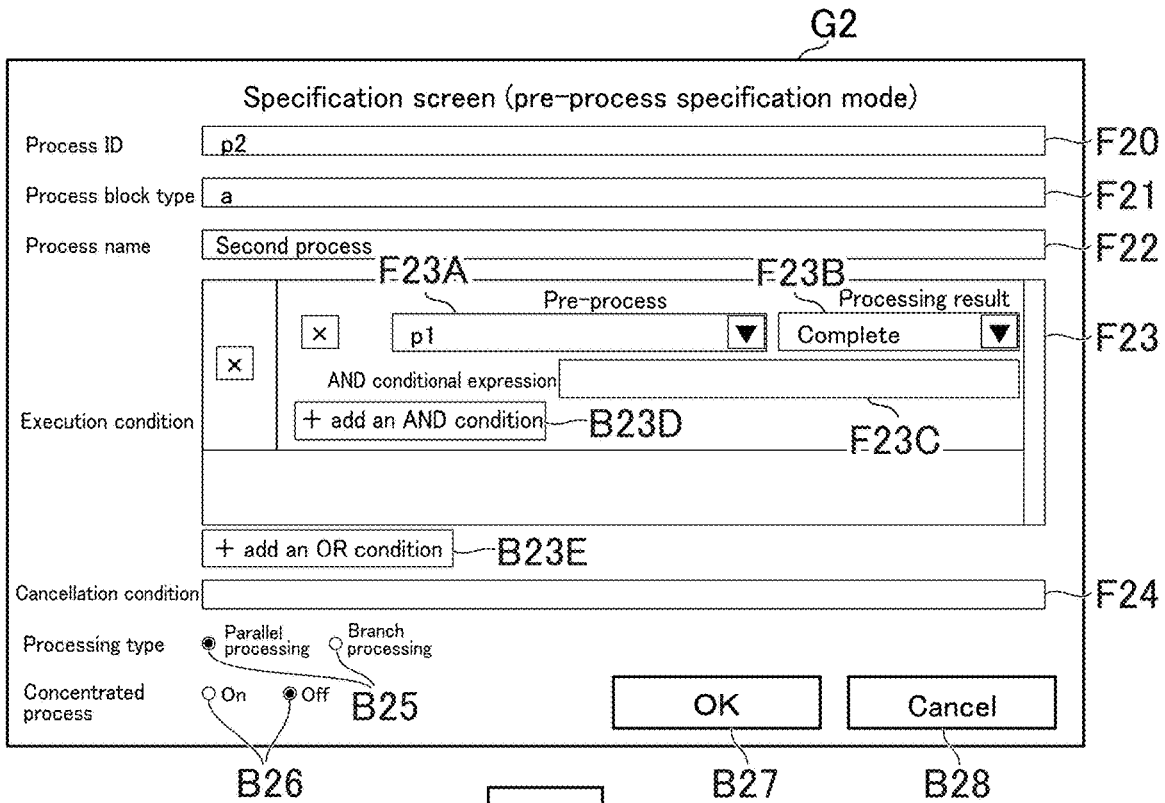 G2
Specification screen (pre-process specification mode)
Process ID p2 F20
Process block type a F21
Process name Second process F22
F23A F23B
Pre-process Processing result
× p1 ▼ Complete ▼ F23
×
AND conditional expression
Execution condition + add an AND condition B23D F23C
+ add an OR condition B23E
Cancellation condition F24
Processing type Parallel processing Branch processing
Concentrated process On Off B25 OK Cancel
B26 B27 B28